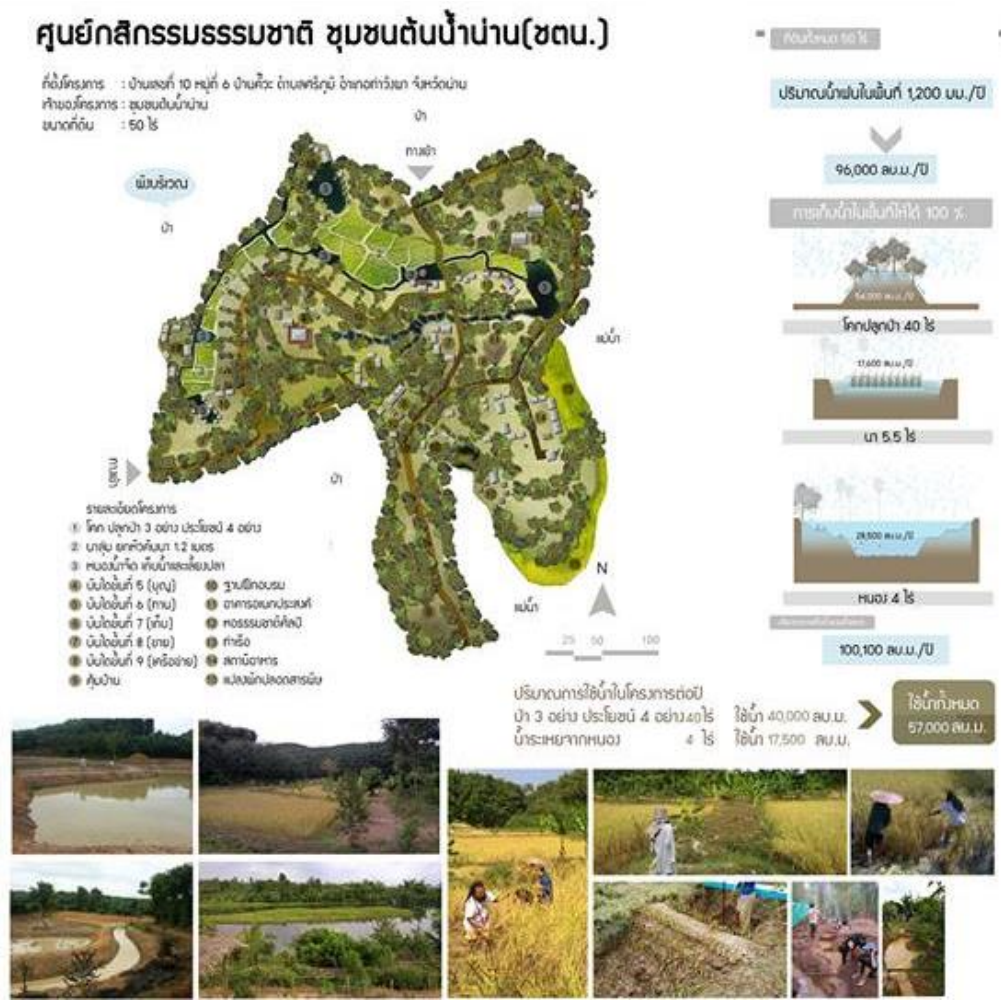 ศูนย์กสิกรรมธรรมชาติ ชุมชนต้นน้ำน่าน(ชตน.)
ที่ตั้งโครงการ : บ้านเลขที่ 10 หมู่ที่ 6 บ้านคั๊วะ ตำบลศรีภูมิ อำเภอท่าวังผา จังหวัดน่าน
เจ้าของโครงการ : ชุมชนต้นน้ำน่าน
ขนาดที่ดิน : 50 ไร่
ผังบริเวณ
ป่า
ทางเข้า
ป่า
แม่น้ำ
ป่า
ทางเข้า
แม่น้ำ
N
25 50 100
รายละเอียดโครงการ
1 โคก ปลูกป่า 3 อย่าง ประโยชน์ 4 อย่าง
2 นาลุ่ม ยกหัวคันนา 1.2 เมตร
3 หนองน้ำจืด เก็บน้ำและเลี้ยงปลา
4 บันไดขั้นที่ 5 (บุญ)
5 บันไดขั้นที่ 6 (ทาน)
6 บันไดขั้นที่ 7 (เก็บ)
7 บันไดขั้นที่ 8 (ขาย)
8 บันไดขั้นที่ 9 (เครือข่าย)
9 คุ้มบ้าน
10 ฐานฝึกอบรม
11 อาคารอเนกประสงค์
12 หอธรรมชาติศิลป์
13 ท่าเรือ
14 สถานีอาหาร
15 แปลงผักปลอดสารพิษ
ที่ดินทั้งหมด 50 ไร่
ปริมาณน้ำฝนในพื้นที่ 1,200 มม./ปี
96,000 ลบ.ม./ปี
การเก็บน้ำในพื้นที่ให้ได้ 100 %
54,000 ลบ.ม./ปี
โคกปลูกป่า 40 ไร่
17,600 ลบ.ม./ปี
นา 5.5 ไร่
28,500 ลบ.ม./ปี
หนอง 4 ไร่
100,100 ลบ.ม./ปี
ปริมาณการใช้น้ำในโครงการต่อปี
ป่า 3 อย่าง ประโยชน์ 4 อย่าง 40 ไร่ ใช้น้ำ 40,000 ลบ.ม.
น้ำระเหยจากหนอง 4 ไร่ ใช้น้ำ 17,500 ลบ.ม.
ใช้น้ำทั้งหมด
57,000 ลบ.ม.